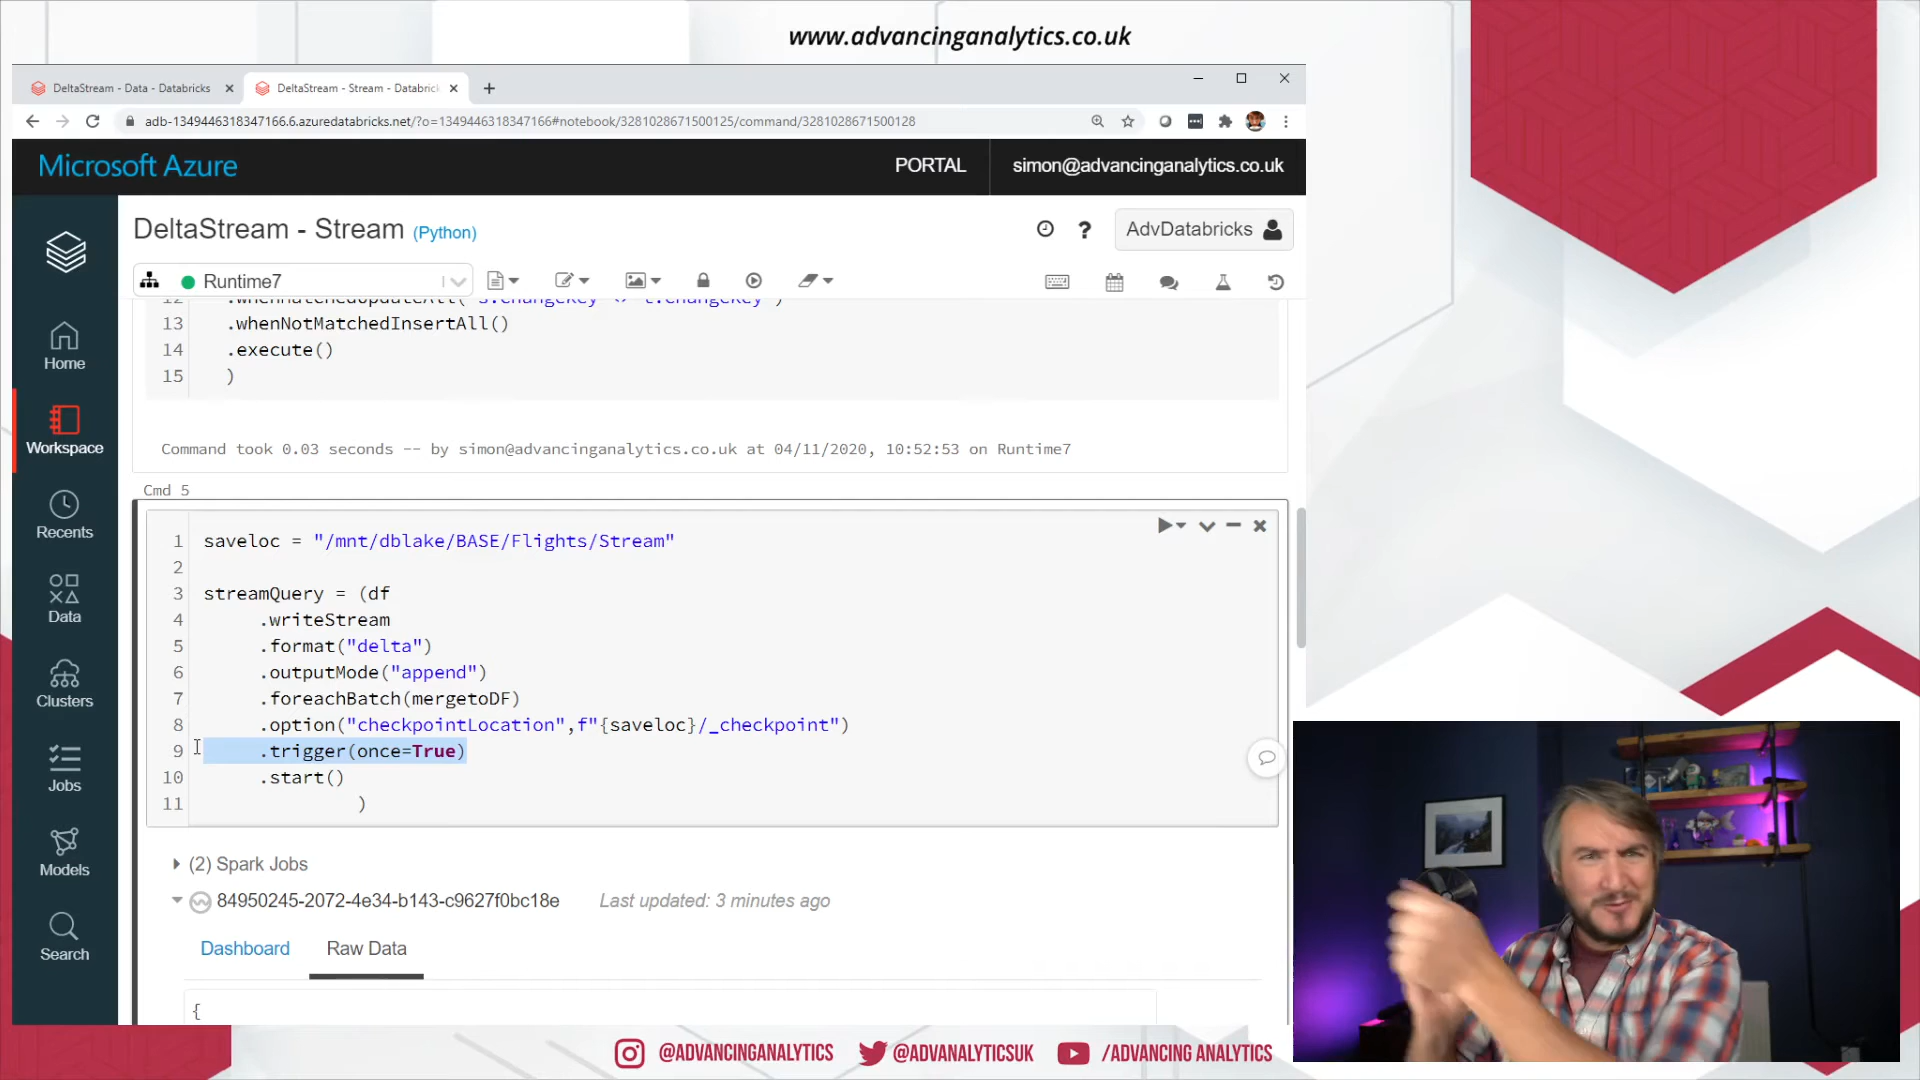 www.advancinganalytics.co.uk
DeltaStream - Data - Databricks
DeltaStream - Stream - Databric
adb-1349446318347166.6.azuredatabricks.net/?o=1349446318347166#notebook/3281028671500125/command/3281028671500128
Microsoft Azure
PORTAL
simon@advancinganalytics.co.uk
DeltaStream - Stream (Python)
? AdvDatabricks
Runtime7
Home
Workspace
Recents
Data
Clusters
Jobs
Models
Search
12 .whenMatchedUpdateAll("s.ChangeKey <> t.ChangeKey")
13 .whenNotMatchedInsertAll()
14 .execute()
15 )
Command took 0.03 seconds -- by simon@advancinganalytics.co.uk at 04/11/2020, 10:52:53 on Runtime7
Cmd 5
1 saveloc = "/mnt/dblake/BASE/Flights/Stream"
2
3 streamQuery = (df
4 .writeStream
5 .format("delta")
6 .outputMode("append")
7 .foreachBatch(mergetoDF)
8 .option("checkpointLocation",f"{saveloc}/_checkpoint")
9 .trigger(once=True)
10 .start()
11 )
(2) Spark Jobs
84950245-2072-4e34-b143-c9627f0bc18e Last updated: 3 minutes ago
Dashboard Raw Data
{
@ADVANCINGANALYTICS @ADVANALYTICSUK /ADVANCING ANALYTICS